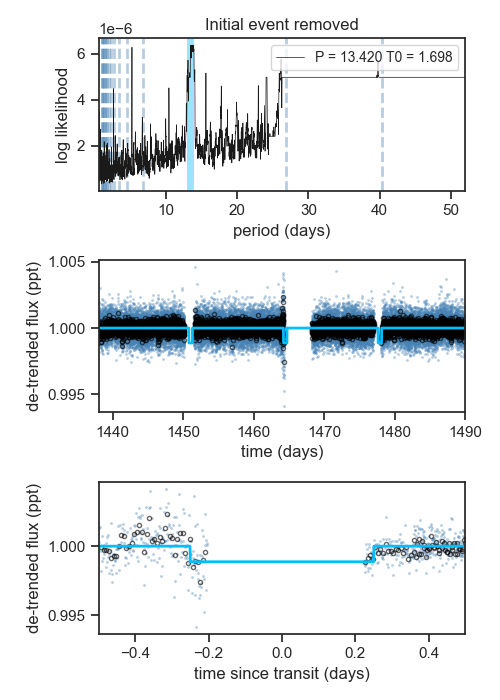 Initial event removed
1e−6
P = 13.420 T0 = 1.698
6
4
2
log likelihood
10 20 30 40 50
period (days)
1.005
1.000
0.995
de-trended flux (ppt)
1440 1450 1460 1470 1480 1490
time (days)
1.000
0.995
de-trended flux (ppt)
−0.4 −0.2 0.0 0.2 0.4
time since transit (days)